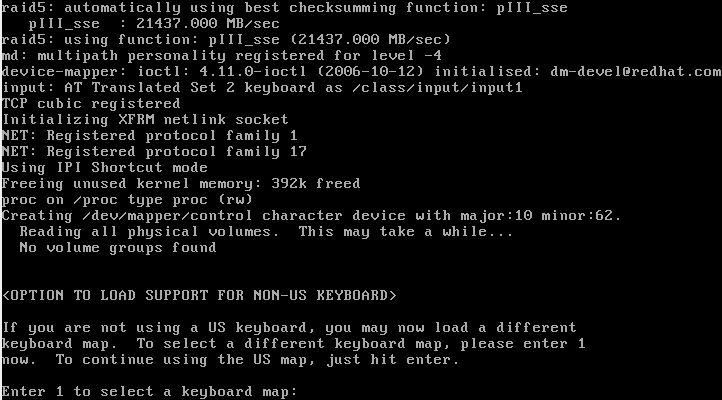 raid5: automatically using best checksumming function: pIII_sse
   pIII_sse  : 21437.000 MB/sec
raid5: using function: pIII_sse (21437.000 MB/sec)
md: multipath personality registered for level -4
device-mapper: ioctl: 4.11.0-ioctl (2006-10-12) initialised: dm-devel@redhat.com
input: AT Translated Set 2 keyboard as /class/input/input1
TCP cubic registered
Initializing XFRM netlink socket
NET: Registered protocol family 1
NET: Registered protocol family 17
Using IPI Shortcut mode
Freeing unused kernel memory: 392k freed
proc on /proc type proc (rw)
Creating /dev/mapper/control character device with major:10 minor:62.
  Reading all physical volumes.  This may take a while...
  No volume groups found
<OPTION TO LOAD SUPPORT FOR NON-US KEYBOARD>
If you are not using a US keyboard, you may now load a different
keyboard map.  To select a different keyboard map, please enter 1
now.  To continue using the US map, just hit enter.
Enter 1 to select a keyboard map: